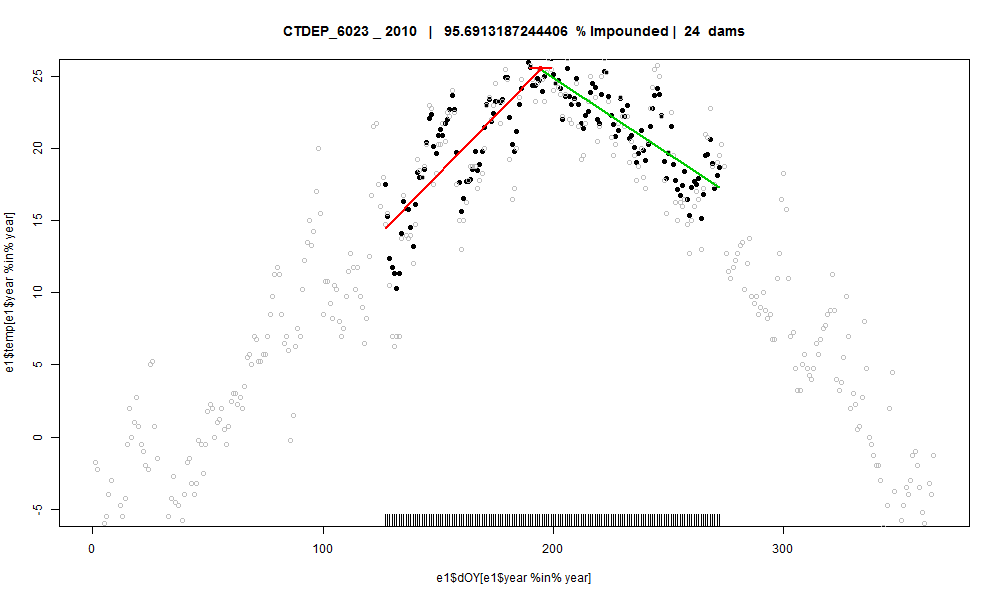 CTDEP_6023 _ 2010 | 95.6913187244406 % Impounded | 24 dams
e1$temp[e1$year %in% year]
25
20
15
10
5
0
-5
0 100 200 300
e1$dOY[e1$year %in% year]